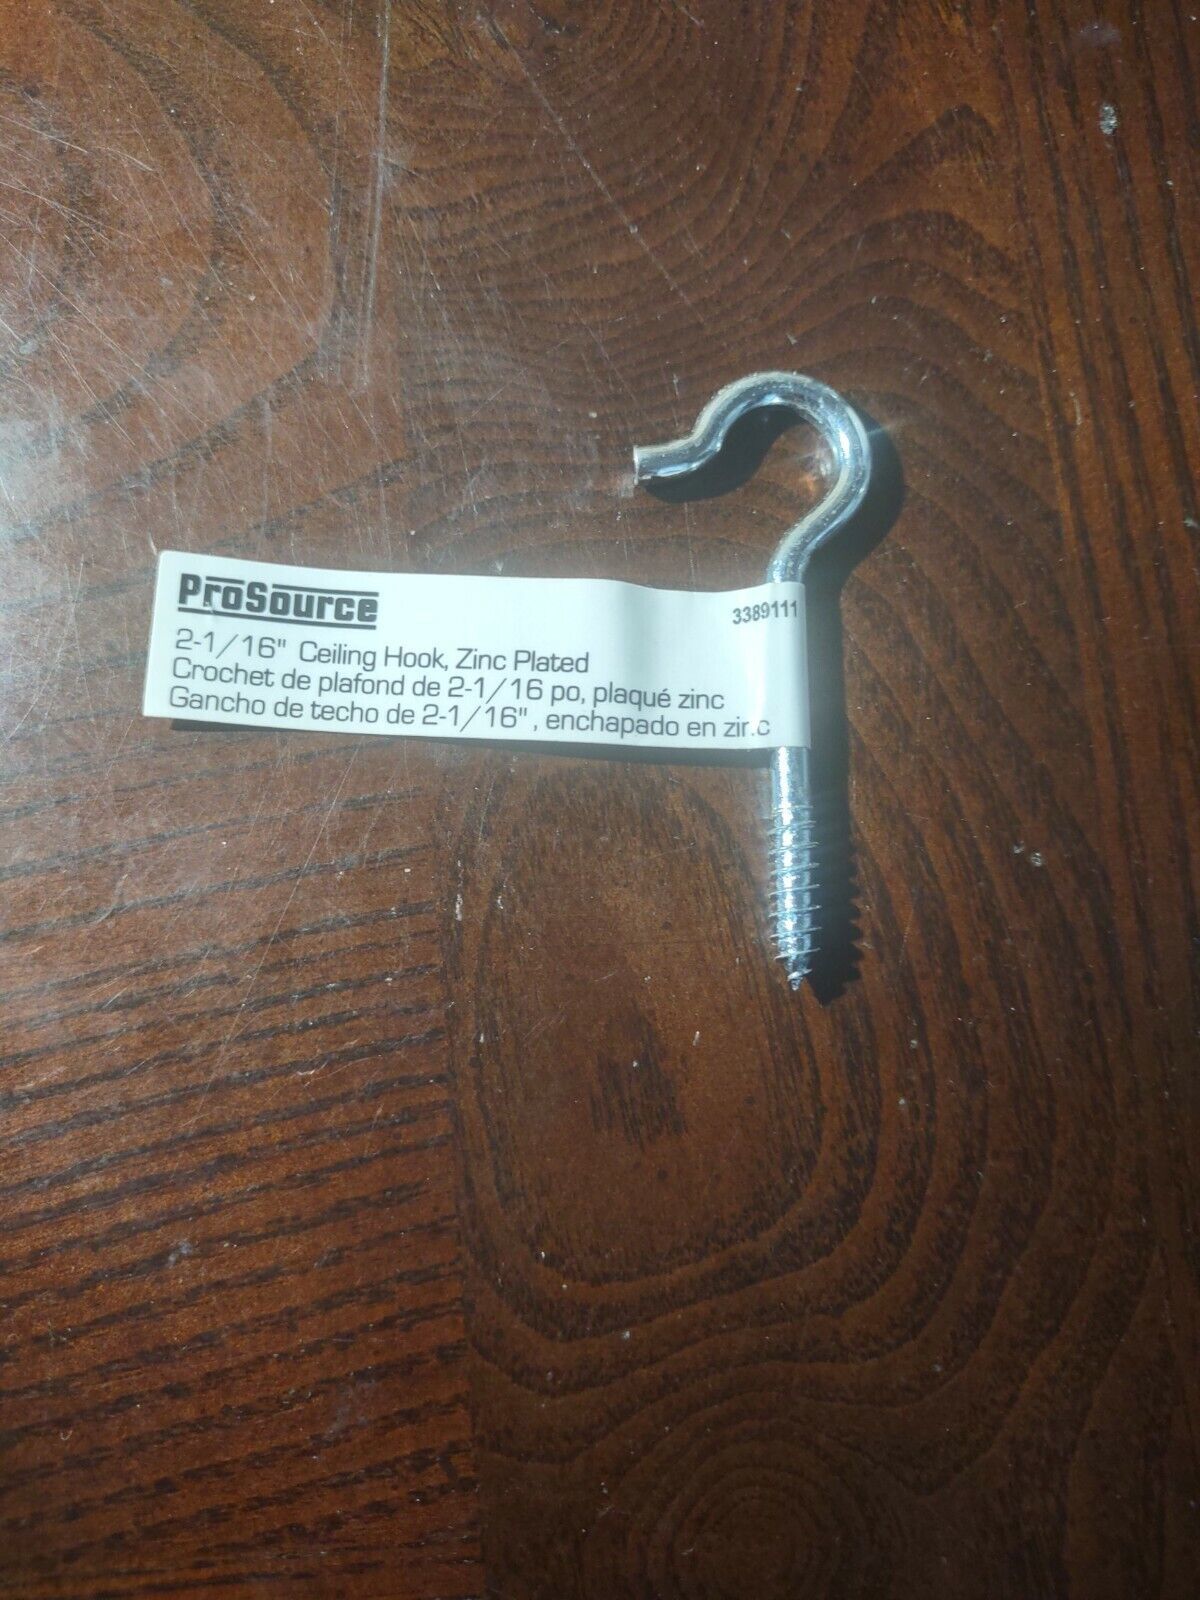 ProSource
3389111
2-1/16" Ceiling Hook, Zinc Plated
Crochet de plafond de 2-1/16 po, plaqué zinc
Gancho de techo de 2-1/16", enchapado en zinc